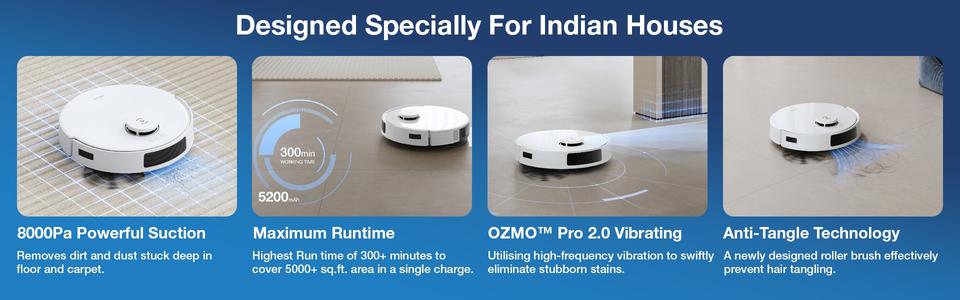 Designed Specially For Indian Houses
300min
WORKING TIME
5200mAh
8000Pa Powerful Suction
Removes dirt and dust stuck deep in
floor and carpet.
Maximum Runtime
Highest Run time of 300+ minutes to
cover 5000+ sq.ft. area in a single charge.
OZMO™ Pro 2.0 Vibrating
Utilising high-frequency vibration to swiftly
eliminate stubborn stains.
Anti-Tangle Technology
A newly designed roller brush effectively
prevent hair tangling.